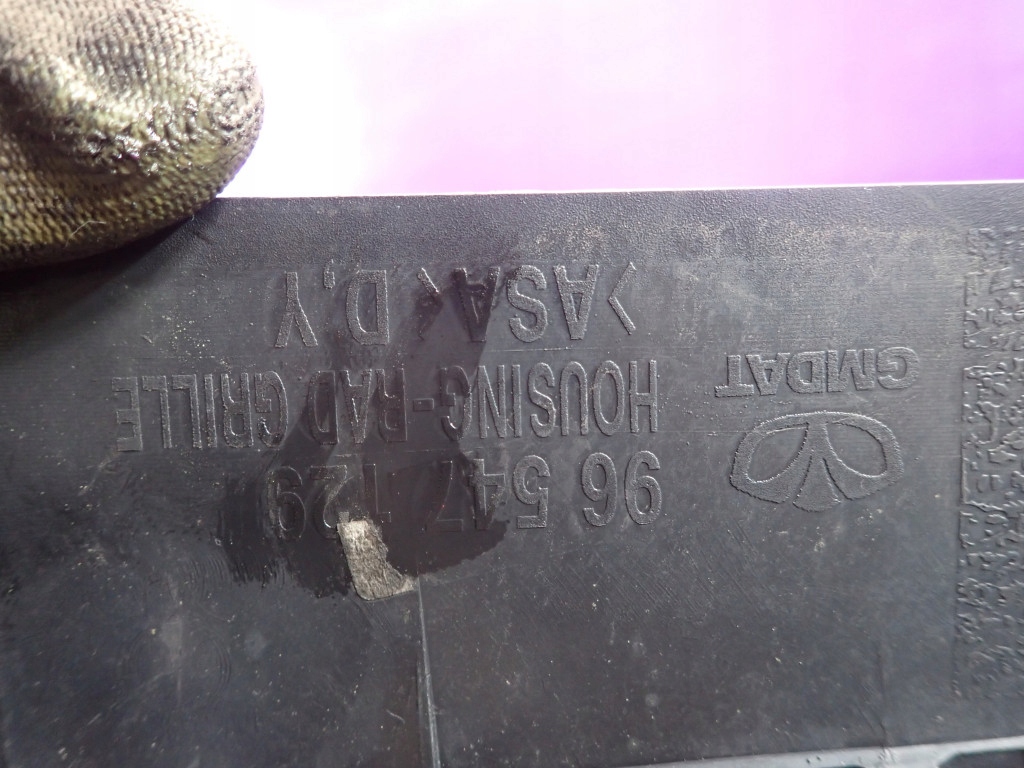 GMDAT
96 547 129
HOUSING-RAD GRILLE
>ASA< D,Y